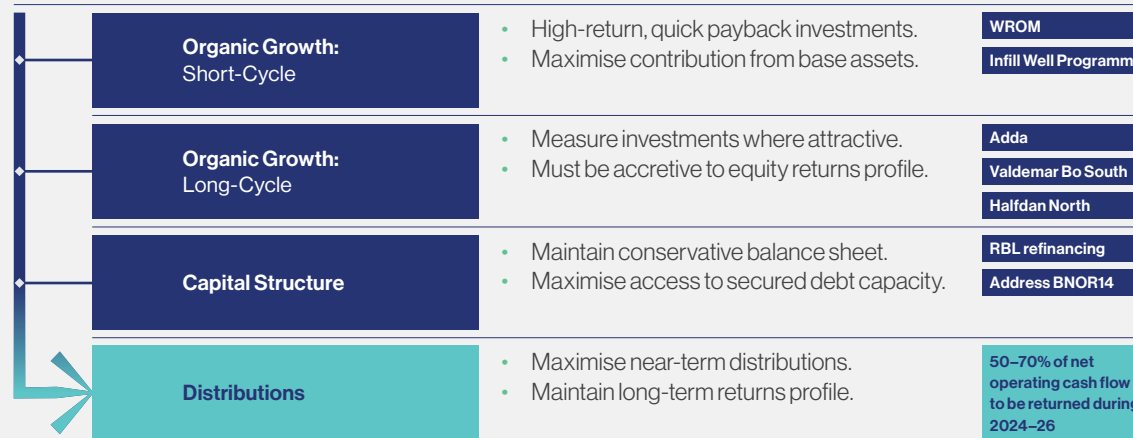 Organic Growth:
Short-Cycle
• High-return, quick payback investments.
• Maximise contribution from base assets.
WROM
Infill Well Programm
Organic Growth:
Long-Cycle
• Measure investments where attractive.
• Must be accretive to equity returns profile.
Adda
Valdemar Bo South
Halfdan North
Capital Structure
• Maintain conservative balance sheet.
• Maximise access to secured debt capacity.
RBL refinancing
Address BNOR14
Distributions
• Maximise near-term distributions.
• Maintain long-term returns profile.
50–70% of net
operating cash flow
to be returned during
2024–26